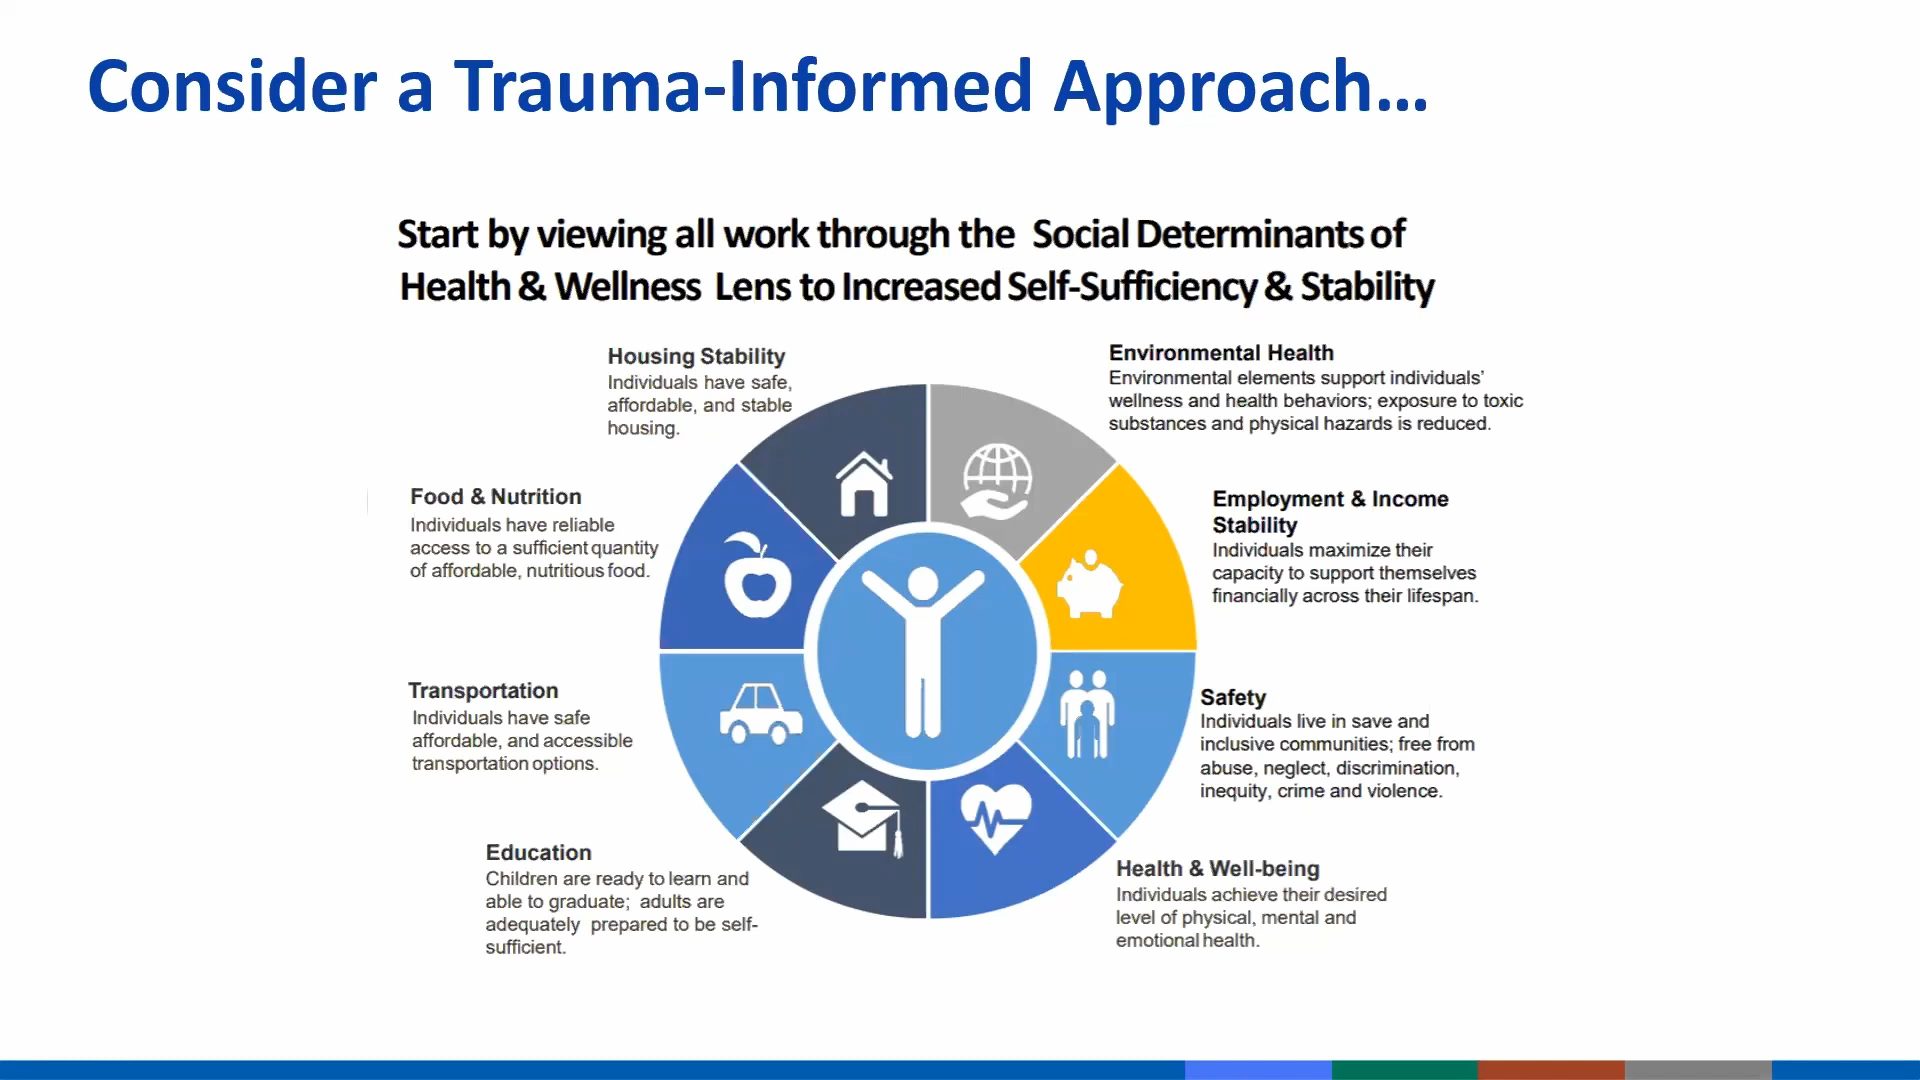 Consider a Trauma-Informed Approach...
Start by viewing all work through the Social Determinants of
Health & Wellness Lens to Increased Self-Sufficiency & Stability
Housing Stability
Individuals have safe,
affordable, and stable
housing.
Environmental Health
Environmental elements support individuals'
wellness and health behaviors; exposure to toxic
substances and physical hazards is reduced.
Food & Nutrition
Individuals have reliable
access to a sufficient quantity
of affordable, nutritious food.
Employment & Income
Stability
Individuals maximize their
capacity to support themselves
financially across their lifespan.
Transportation
Individuals have safe
affordable, and accessible
transportation options.
Safety
Individuals live in save and
inclusive communities; free from
abuse, neglect, discrimination,
inequity, crime and violence.
Education
Children are ready to learn and
able to graduate; adults are
adequately prepared to be self-
sufficient.
Health & Well-being
Individuals achieve their desired
level of physical, mental and
emotional health.